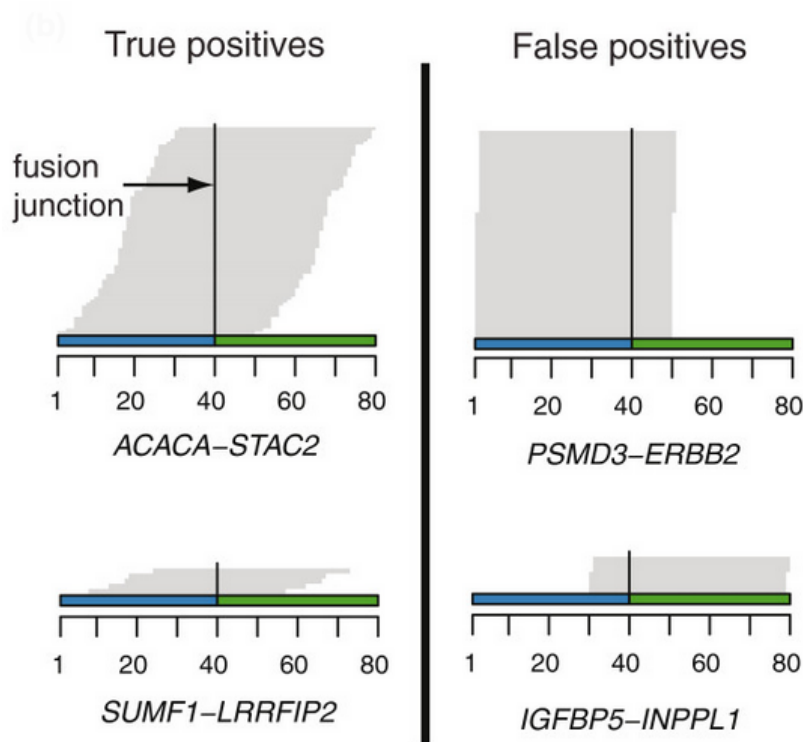 (b)
True positives
False positives
fusion
junction
1 20 40 60 80
ACACA–STAC2
1 20 40 60 80
PSMD3–ERBB2
1 20 40 60 80
SUMF1–LRRFIP2
1 20 40 60 80
IGFBP5–INPPL1